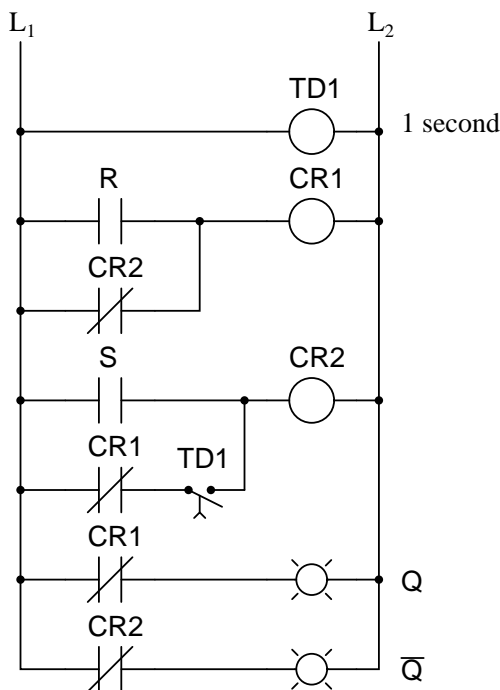 L₁ L₂
TD1
1 second
R CR1
CR2
S CR2
CR1 TD1
CR1
Q
CR2
Q̅